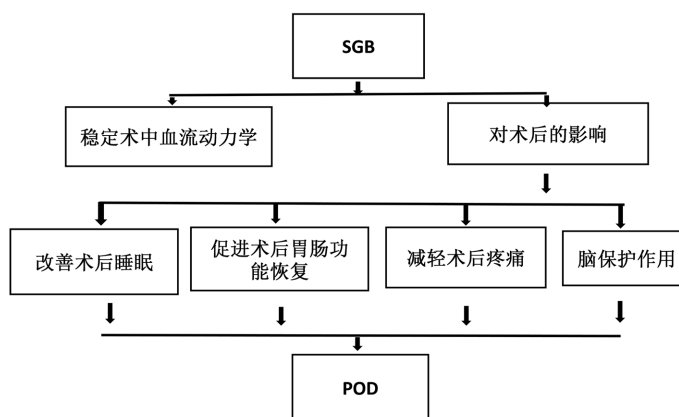 SGB
稳定术中血流动力学
对术后的影响
改善术后睡眠
促进术后胃肠功
能恢复
减轻术后疼痛
脑保护作用
POD